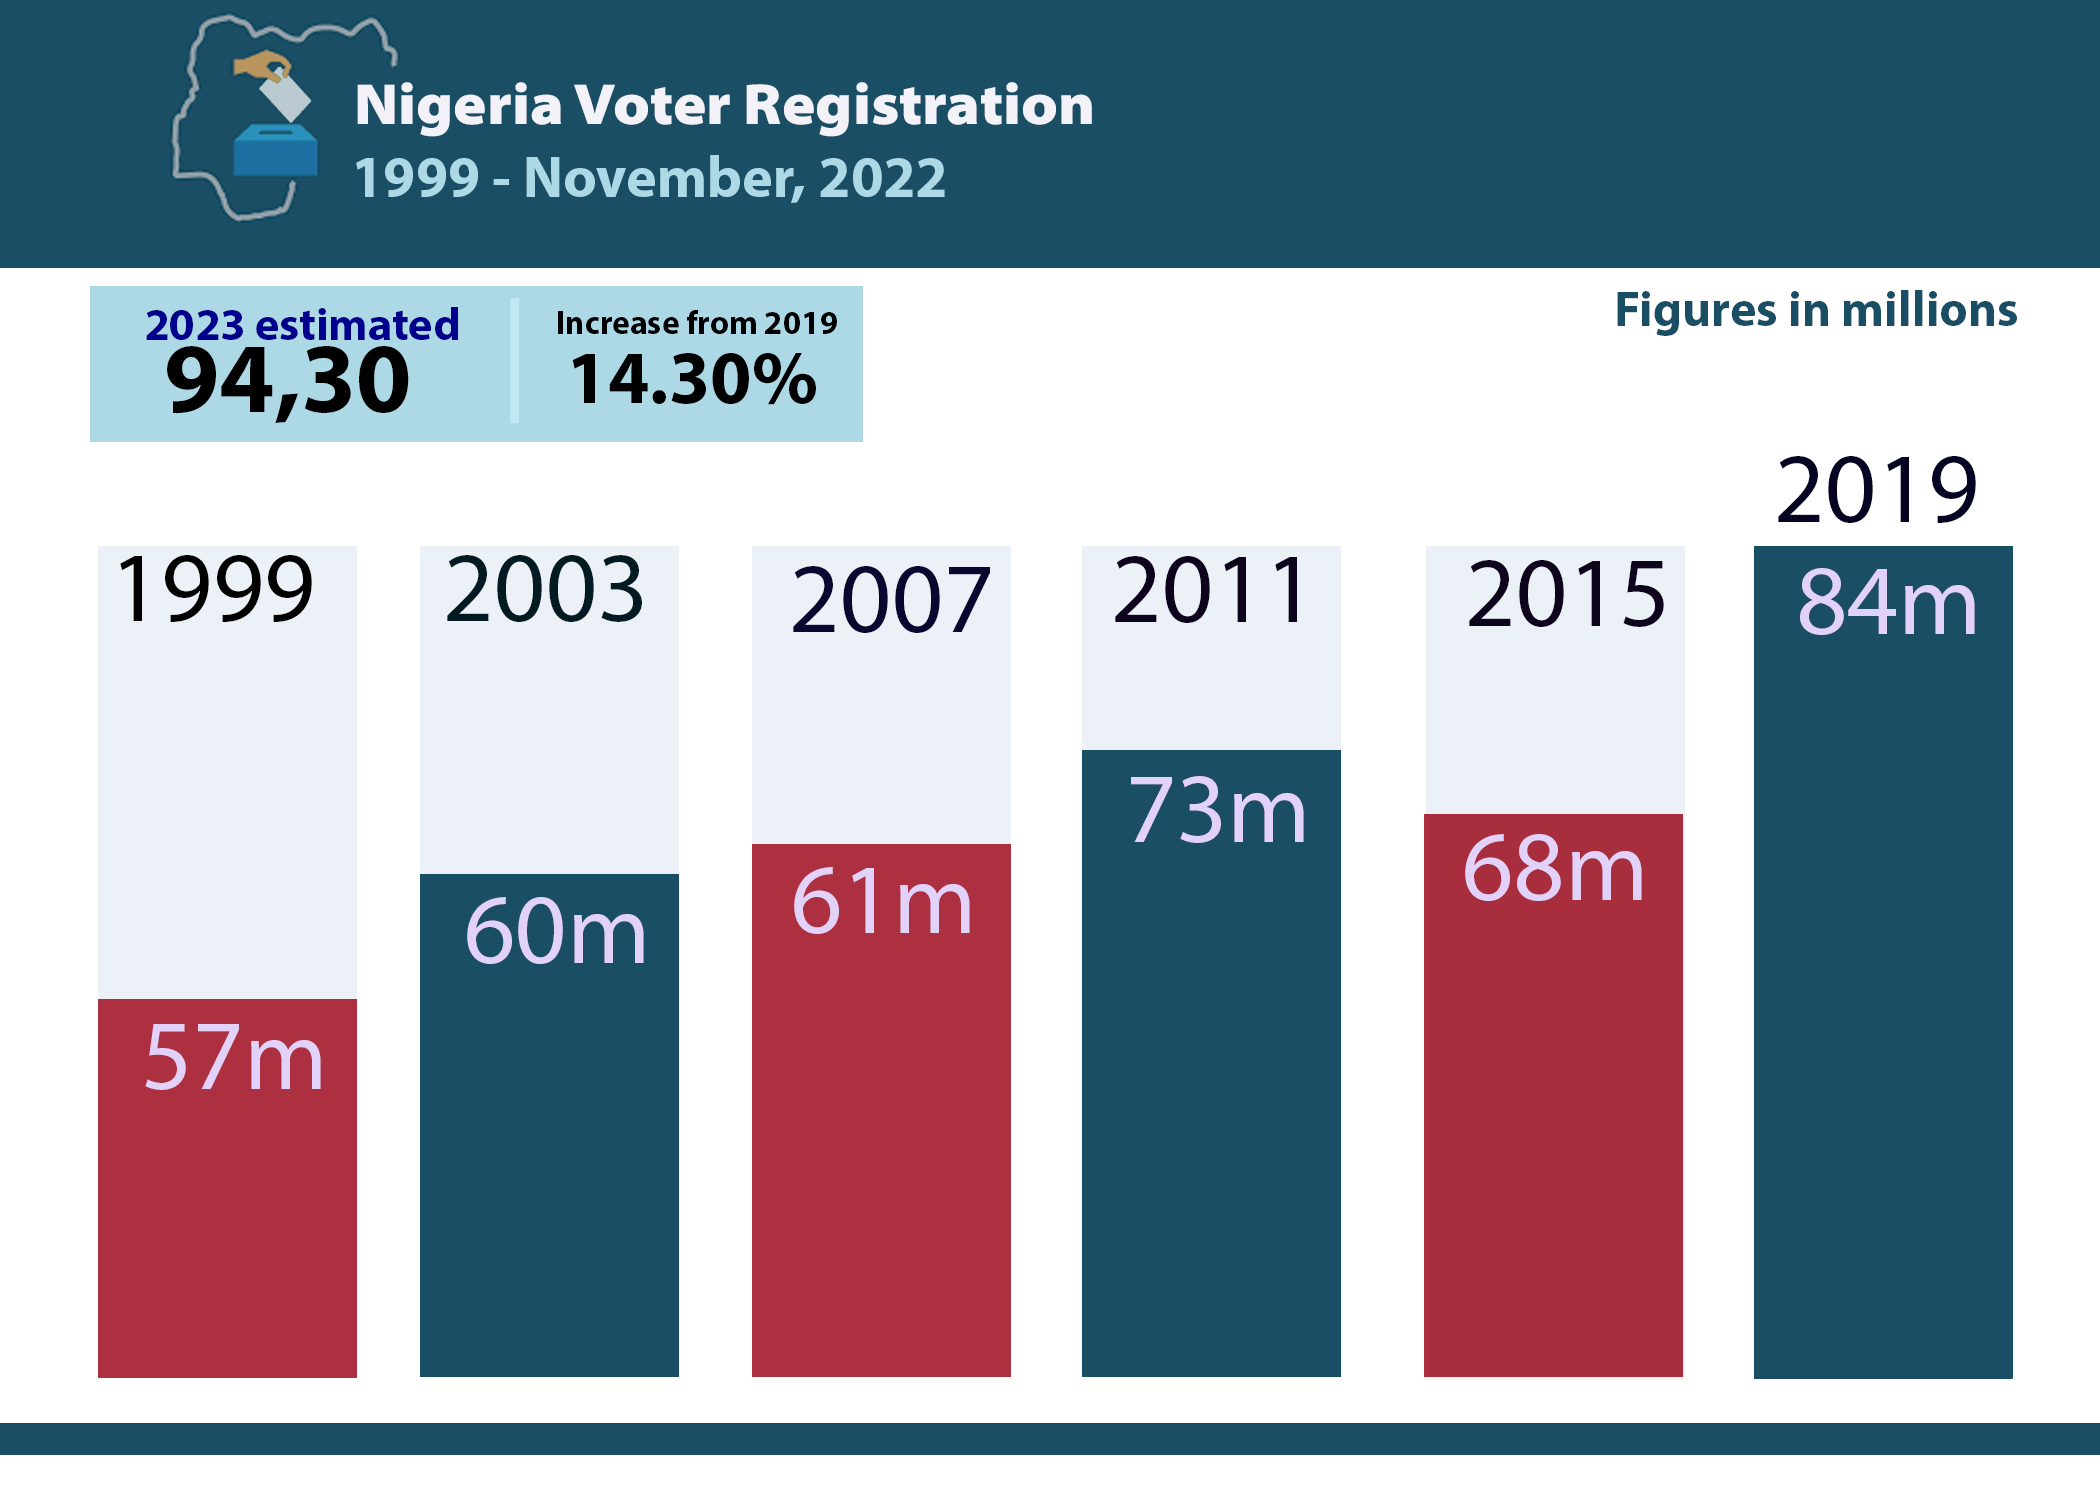 Nigeria Voter Registration
1999 - November, 2022
2023 estimated
94,30
Increase from 2019
14.30%
Figures in millions
1999
57m
2003
60m
2007
61m
2011
73m
2015
68m
2019
84m